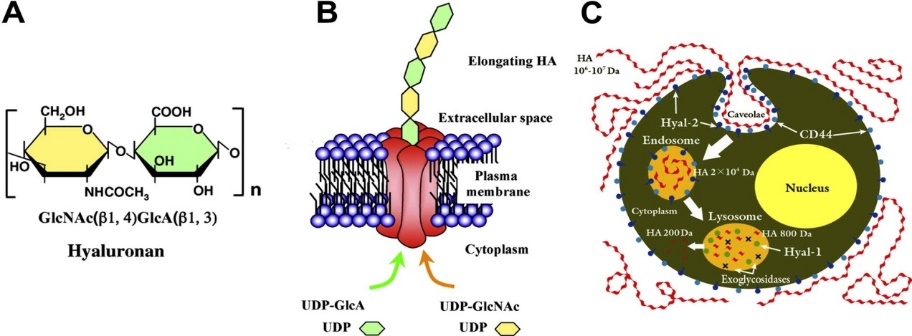 A
CH₂OH
O
HO
NHCOCH₃
O
COOH
O
OH
OH
O
n
GlcNAc(β1, 4)GlcA(β1, 3)
Hyaluronan
B
Elongating HA
Extracellular space
Plasma
membrane
Cytoplasm
UDP-GlcA
UDP-GlcNAc
UDP
UDP
C
HA
10⁶-10⁷ Da
Caveolae
Hyal-2
CD44
Endosome
HA 2×10⁴ Da
Nucleus
Cytoplasm
Lysosome
HA 200Da
HA 800 Da
Hyal-1
Exoglycosidases